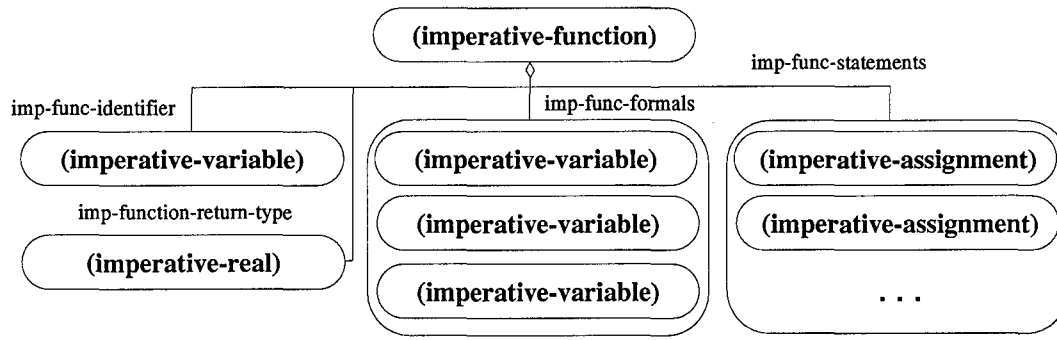 (imperative-function)
imp-func-statements
imp-func-identifier
imp-func-formals
(imperative-variable)
(imperative-variable)
(imperative-assignment)
imp-function-return-type
(imperative-variable)
(imperative-assignment)
(imperative-real)
(imperative-variable)
. . .